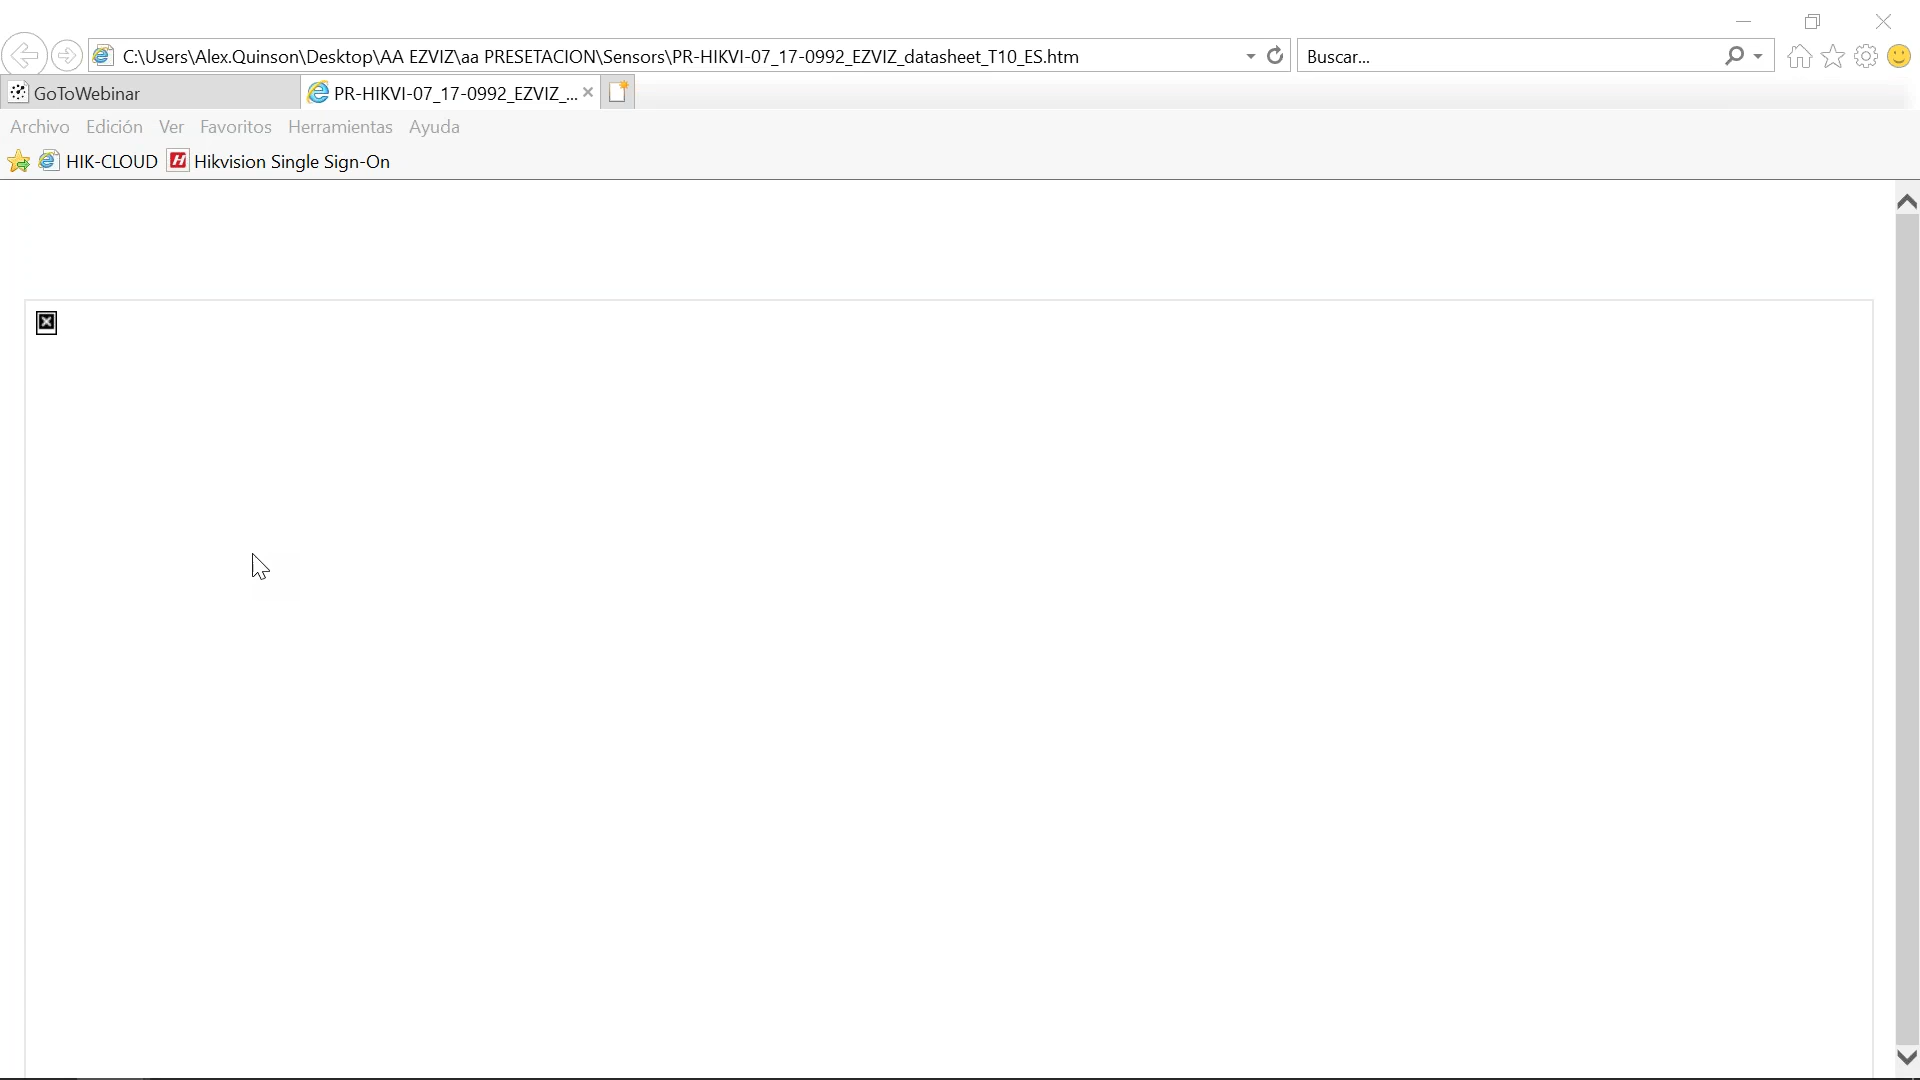 C:\Users\Alex.Quinson\Desktop\AA EZVIZ\aa PRESETACION\Sensors\PR-HIKVI-07_17-0992_EZVIZ_datasheet_T10_ES.htm
Buscar...
GoToWebinar
PR-HIKVI-07_17-0992_EZVIZ_...
Archivo Edición Ver Favoritos Herramientas Ayuda
HIK-CLOUD Hikvision Single Sign-On